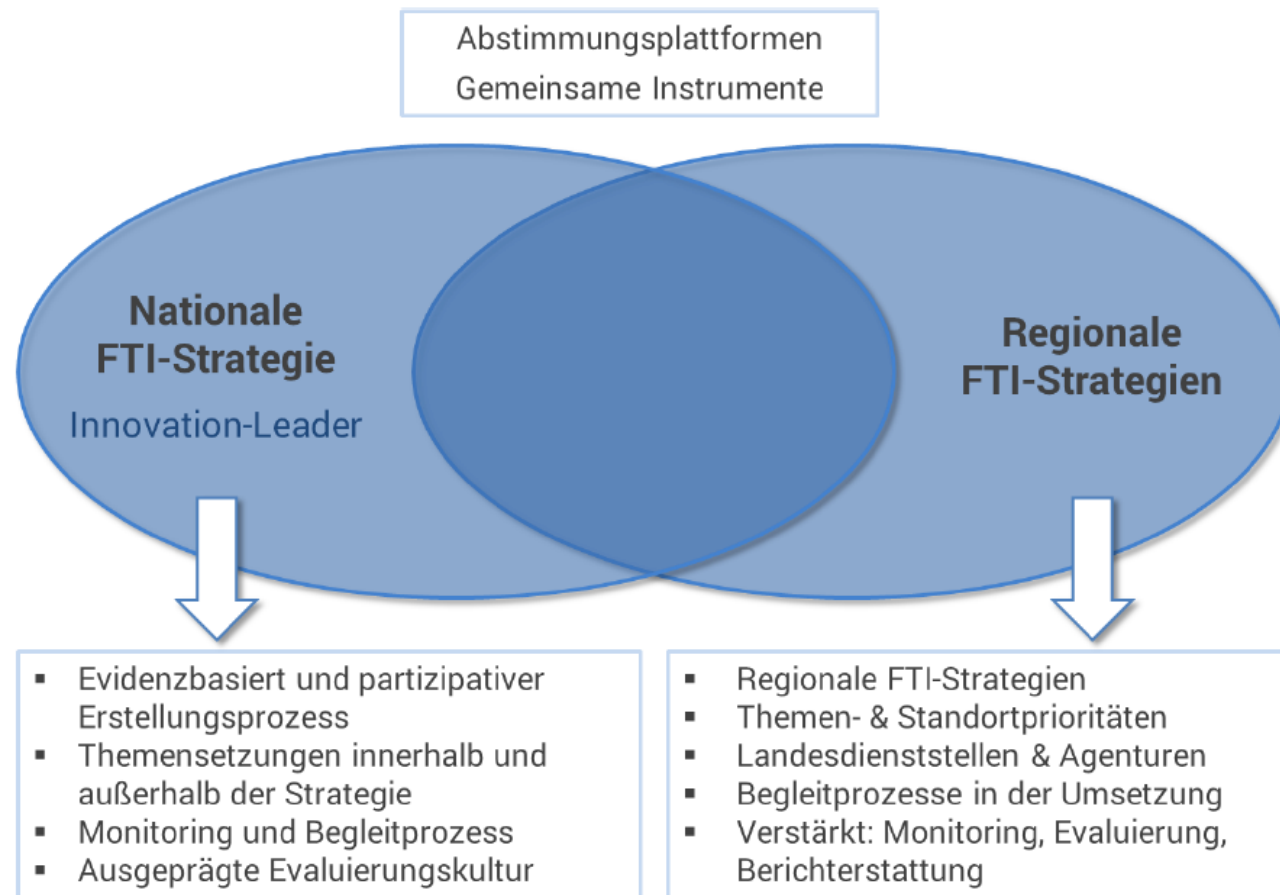 Abstimmungsplattformen
Gemeinsame Instrumente
Nationale
FTI-Strategie
Innovation-Leader
Regionale
FTI-Strategien
▪ Evidenzbasiert und partizipativer
Erstellungsprozess
▪ Themensetzungen innerhalb und
außerhalb der Strategie
▪ Monitoring und Begleitprozess
▪ Ausgeprägte Evaluierungskultur
▪ Regionale FTI-Strategien
▪ Themen- & Standortprioritäten
▪ Landesdienststellen & Agenturen
▪ Begleitprozesse in der Umsetzung
▪ Verstärkt: Monitoring, Evaluierung,
Berichterstattung